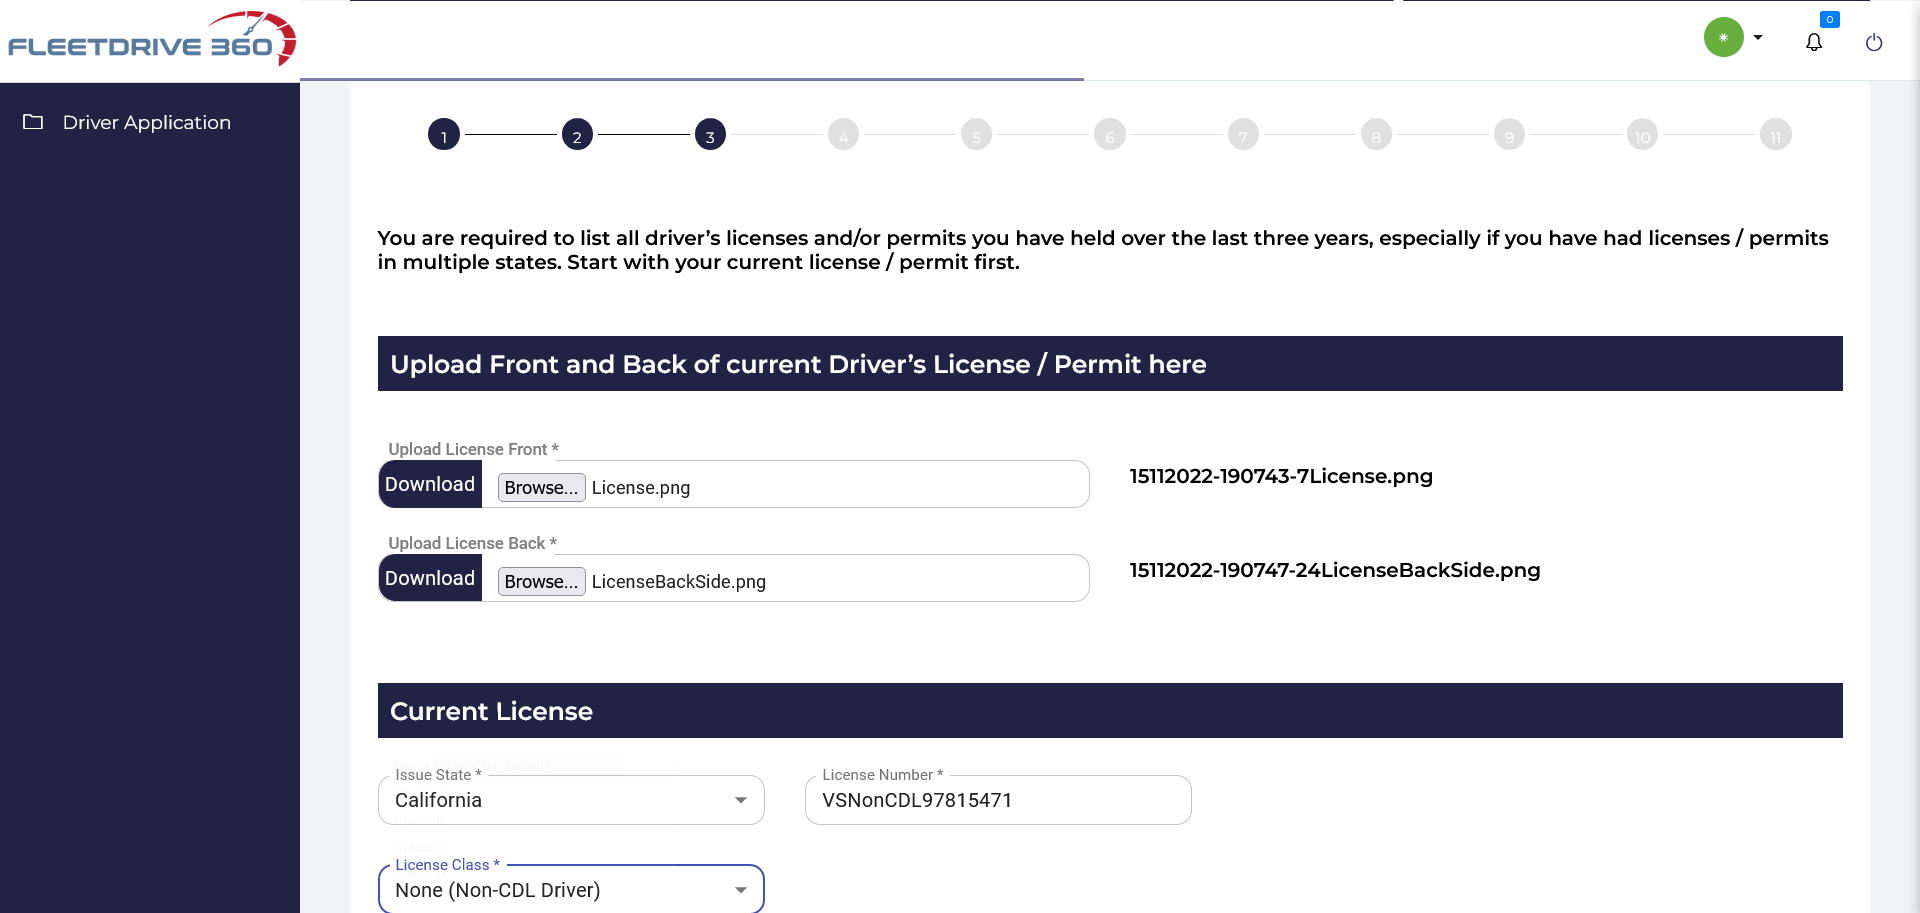 FLEETDRIVE 360
0
Driver Application
1 2 3 4 5 6 7 8 9 10 11
You are required to list all driver’s licenses and/or permits you have held over the last three years, especially if you have had licenses / permits
in multiple states. Start with your current license / permit first.
Upload Front and Back of current Driver’s License / Permit here
Upload License Front *
Download Browse... License.png 15112022-190743-7License.png
Upload License Back *
Download Browse... LicenseBackSide.png 15112022-190747-24LicenseBackSide.png
Current License
Issue State * License Number *
California VSNonCDL97815471
License Class *
None (Non-CDL Driver)